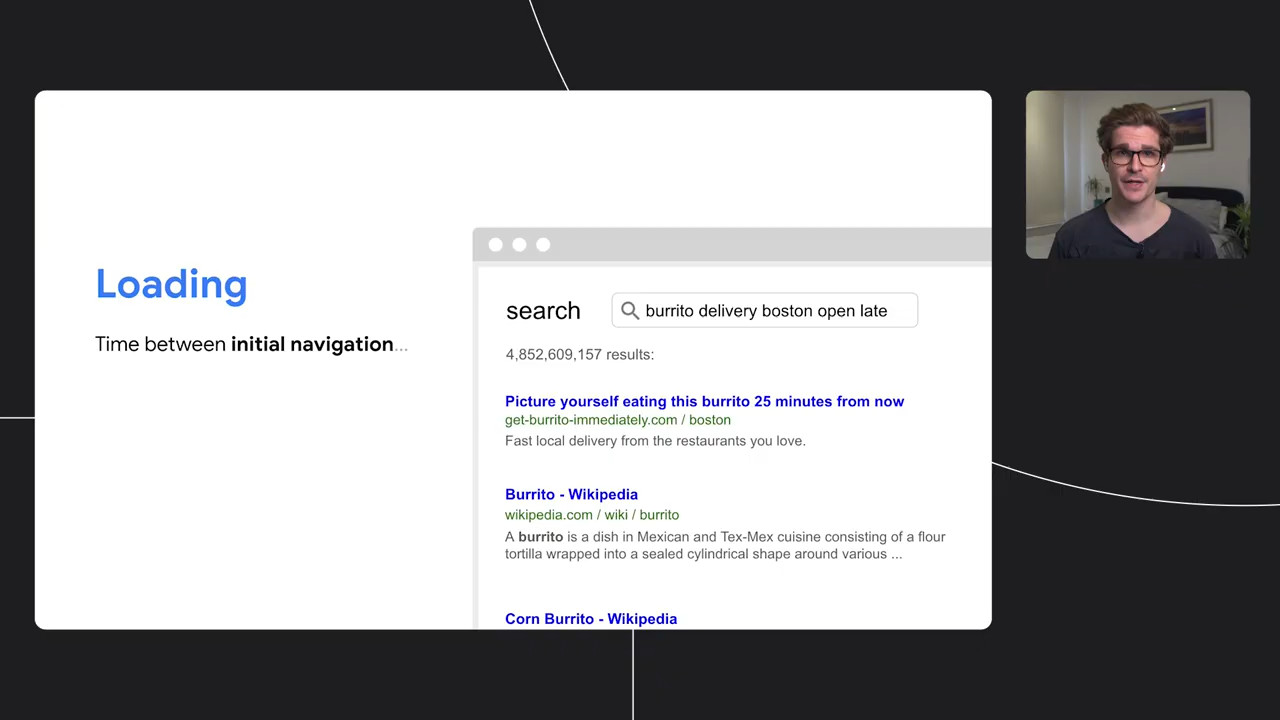 Loading
Time between initial navigation...
search
burrito delivery boston open late
4,852,609,157 results:
Picture yourself eating this burrito 25 minutes from now
get-burrito-immediately.com / boston
Fast local delivery from the restaurants you love.
Burrito - Wikipedia
wikipedia.com / wiki / burrito
A burrito is a dish in Mexican and Tex-Mex cuisine consisting of a flour
tortilla wrapped into a sealed cylindrical shape around various ...
Corn Burrito - Wikipedia